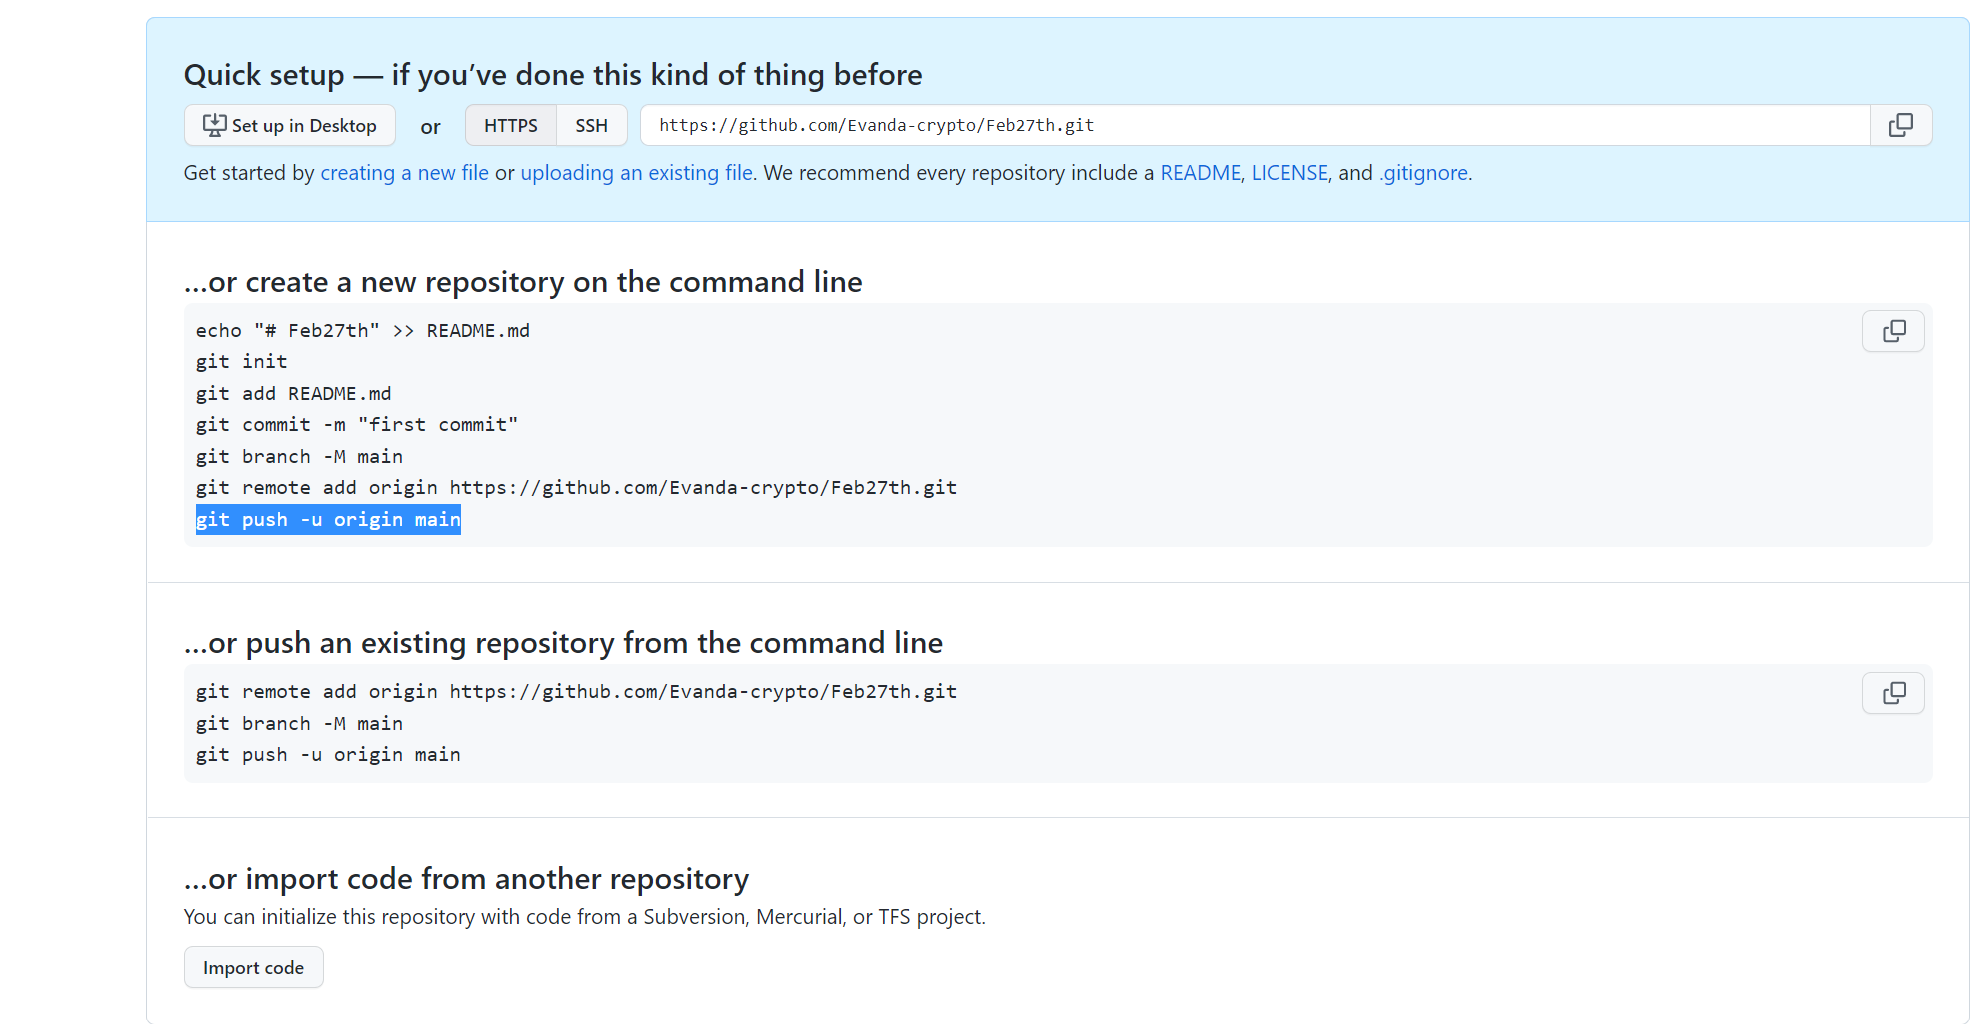 Quick setup — if you’ve done this kind of thing before
Set up in Desktop or HTTPS SSH https://github.com/Evanda-crypto/Feb27th.git
Get started by creating a new file or uploading an existing file. We recommend every repository include a README, LICENSE, and .gitignore.
…or create a new repository on the command line
echo "# Feb27th" >> README.md
git init
git add README.md
git commit -m "first commit"
git branch -M main
git remote add origin https://github.com/Evanda-crypto/Feb27th.git
git push -u origin main
…or push an existing repository from the command line
git remote add origin https://github.com/Evanda-crypto/Feb27th.git
git branch -M main
git push -u origin main
…or import code from another repository
You can initialize this repository with code from a Subversion, Mercurial, or TFS project.
Import code